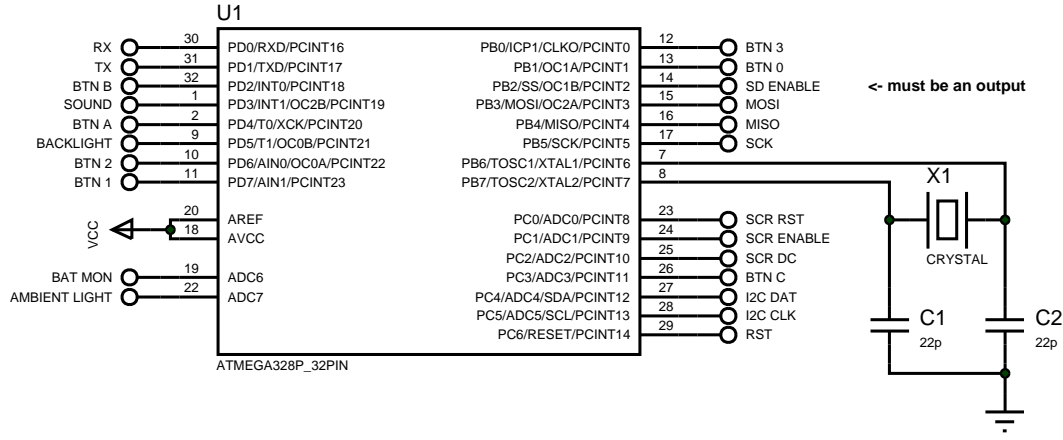 U1
RX 30 PD0/RXD/PCINT16 PB0/ICP1/CLKO/PCINT0 12 BTN 3
TX 31 PD1/TXD/PCINT17 PB1/OC1A/PCINT1 13 BTN 0
BTN B 32 PD2/INT0/PCINT18 PB2/SS/OC1B/PCINT2 14 SD ENABLE <- must be an output
SOUND 1 PD3/INT1/OC2B/PCINT19 PB3/MOSI/OC2A/PCINT3 15 MOSI
BTN A 2 PD4/T0/XCK/PCINT20 PB4/MISO/PCINT4 16 MISO
BACKLIGHT 9 PD5/T1/OC0B/PCINT21 PB5/SCK/PCINT5 17 SCK
BTN 2 10 PD6/AIN0/OC0A/PCINT22 PB6/TOSC1/XTAL1/PCINT6 7
BTN 1 11 PD7/AIN1/PCINT23 PB7/TOSC2/XTAL2/PCINT7 8
X1
CRYSTAL
VCC
20 AREF PC0/ADC0/PCINT8 23 SCR RST
18 AVCC PC1/ADC1/PCINT9 24 SCR ENABLE
PC2/ADC2/PCINT10 25 SCR DC
BAT MON 19 ADC6 PC3/ADC3/PCINT11 26 BTN C
AMBIENT LIGHT 22 ADC7 PC4/ADC4/SDA/PCINT12 27 I2C DAT
PC5/ADC5/SCL/PCINT13 28 I2C CLK
PC6/RESET/PCINT14 29 RST
C1
22p
C2
22p
ATMEGA328P_32PIN